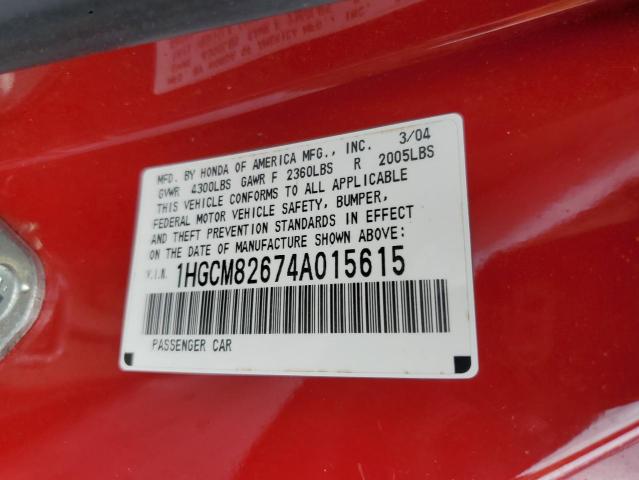 MFD. BY HONDA OF AMERICA MFG., INC. 3/04
GVWR 4300LBS GAWR F 2360LBS R 2005LBS
THIS VEHICLE CONFORMS TO ALL APPLICABLE
FEDERAL MOTOR VEHICLE SAFETY, BUMPER,
AND THEFT PREVENTION STANDARDS IN EFFECT
ON THE DATE OF MANUFACTURE SHOWN ABOVE:
V.I.N. 1HGCM82674A015615
PASSENGER CAR